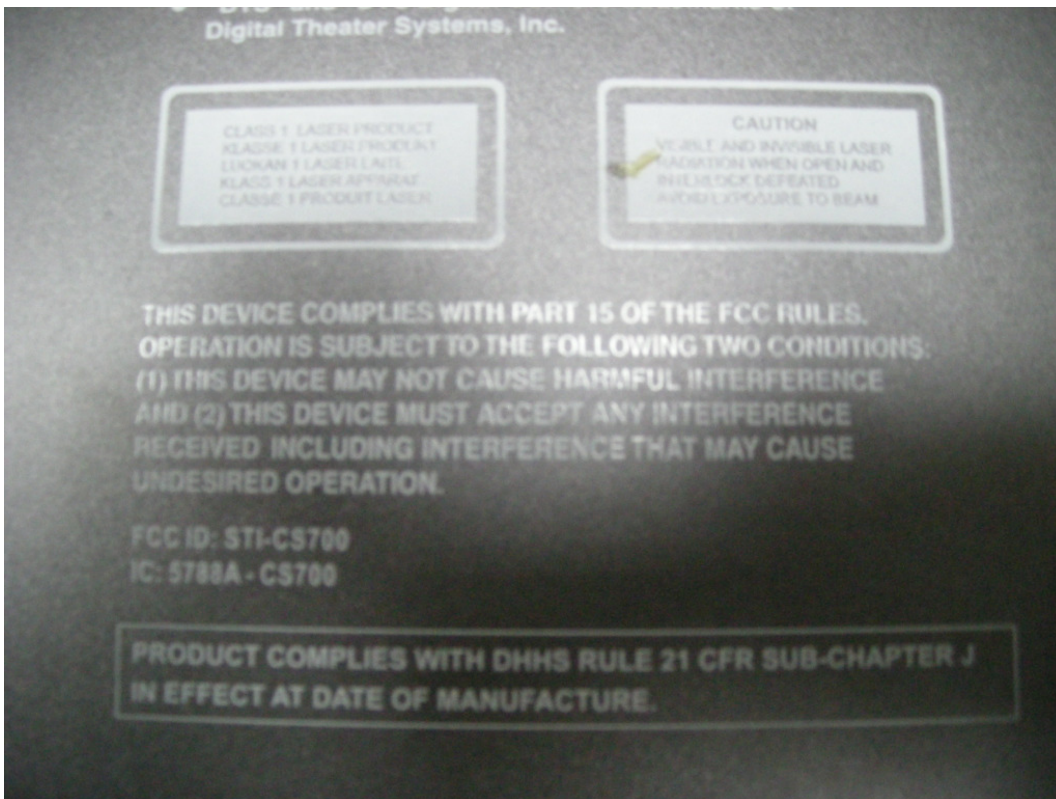 Digital Theater Systems, Inc.
CLASS 1 LASER PRODUCT
KLASSE 1 LASER PRODUKT
LUOKAN 1 LASER LAITE
KLASS 1 LASER APPARAT
CLASSE 1 PRODUIT LASER
CAUTION
VISIBLE AND INVISIBLE LASER
RADIATION WHEN OPEN AND
INTERLOCK DEFEATED
AVOID EXPOSURE TO BEAM
THIS DEVICE COMPLIES WITH PART 15 OF THE FCC RULES.
OPERATION IS SUBJECT TO THE FOLLOWING TWO CONDITIONS:
(1) THIS DEVICE MAY NOT CAUSE HARMFUL INTERFERENCE
AND (2) THIS DEVICE MUST ACCEPT ANY INTERFERENCE
RECEIVED INCLUDING INTERFERENCE THAT MAY CAUSE
UNDESIRED OPERATION.
FCC ID: STI-CS700
IC: 5788A - CS700
PRODUCT COMPLIES WITH DHHS RULE 21 CFR SUB-CHAPTER J
IN EFFECT AT DATE OF MANUFACTURE.